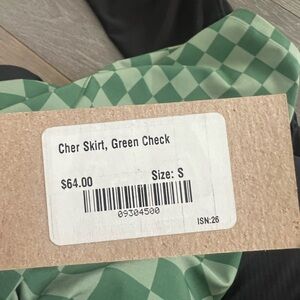 Cher Skirt, Green Check
$64.00 Size: S
09304500
ISN:26